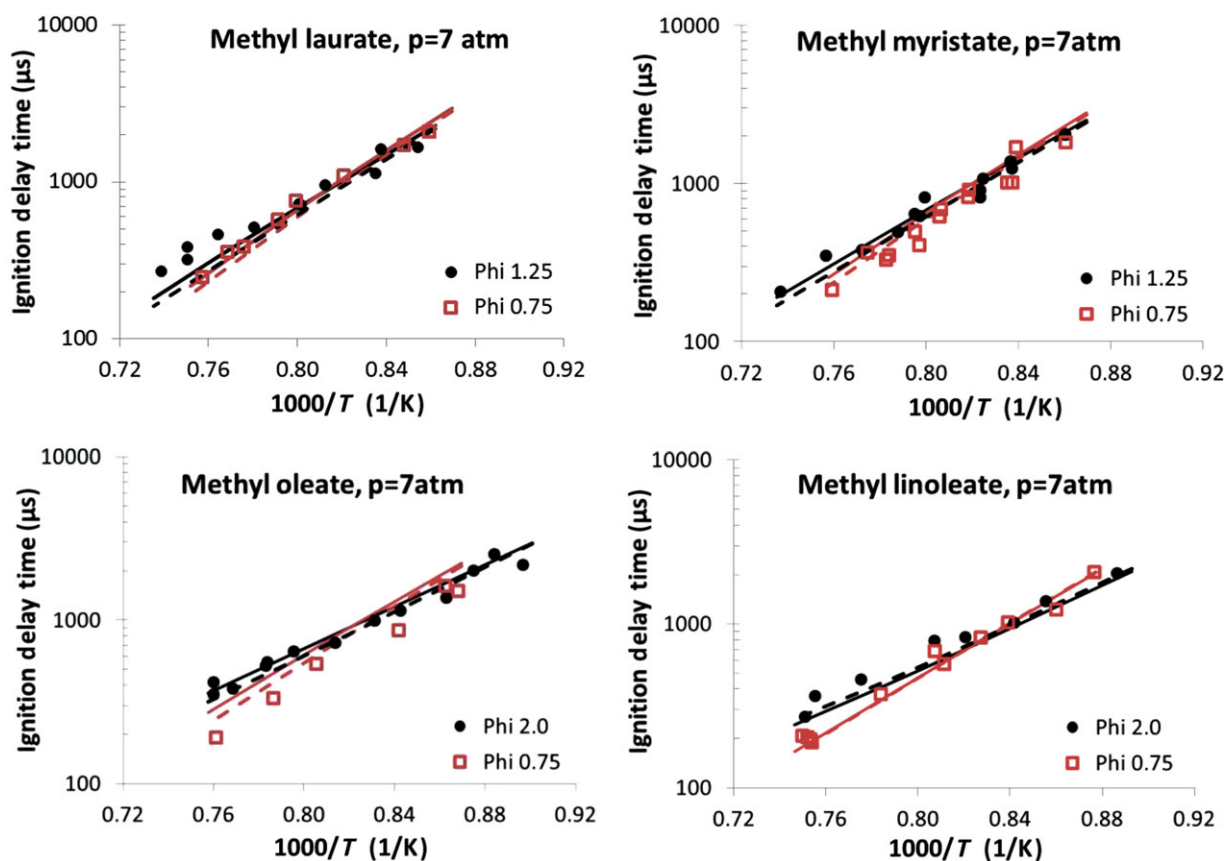 Methyl laurate, p=7 atm
Ignition delay time (µs)
10000
1000
100
0.72 0.76 0.80 0.84 0.88 0.92
1000/T (1/K)
Phi 1.25
Phi 0.75
Methyl myristate, p=7atm
Ignition delay time (µs)
10000
1000
100
0.72 0.76 0.80 0.84 0.88 0.92
1000/T (1/K)
Phi 1.25
Phi 0.75
Methyl oleate, p=7atm
Ignition delay time (µs)
10000
1000
100
0.72 0.76 0.80 0.84 0.88 0.92
1000/T (1/K)
Phi 2.0
Phi 0.75
Methyl linoleate, p=7atm
Ignition delay time (µs)
10000
1000
100
0.72 0.76 0.80 0.84 0.88 0.92
1000/T (1/K)
Phi 2.0
Phi 0.75